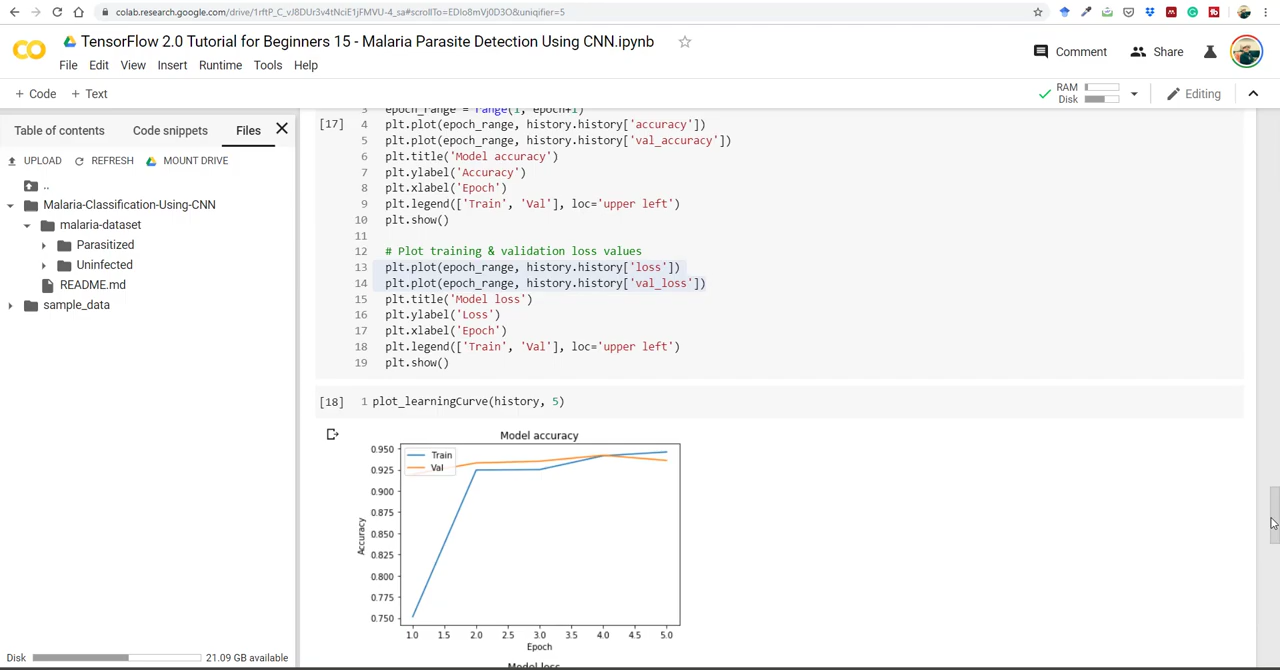 colab.research.google.com/drive/1rftP_C_vJ8DUr3v4tNciE1jFMVU-4_sa#scrollTo=EDIo8mVj0D3O&uniqifier=5
CO
TensorFlow 2.0 Tutorial for Beginners 15 - Malaria Parasite Detection Using CNN.ipynb
File Edit View Insert Runtime Tools Help
Comment Share
+ Code + Text
RAM
Disk
Editing
Table of contents Code snippets Files
UPLOAD REFRESH MOUNT DRIVE
..
Malaria-Classification-Using-CNN
malaria-dataset
Parasitized
Uninfected
README.md
sample_data
Disk 21.09 GB available
3 epoch_range = range(1, epoch+1)
[17] 4 plt.plot(epoch_range, history.history['accuracy'])
5 plt.plot(epoch_range, history.history['val_accuracy'])
6 plt.title('Model accuracy')
7 plt.ylabel('Accuracy')
8 plt.xlabel('Epoch')
9 plt.legend(['Train', 'Val'], loc='upper left')
10 plt.show()
11
12 # Plot training & validation loss values
13 plt.plot(epoch_range, history.history['loss'])
14 plt.plot(epoch_range, history.history['val_loss'])
15 plt.title('Model loss')
16 plt.ylabel('Loss')
17 plt.xlabel('Epoch')
18 plt.legend(['Train', 'Val'], loc='upper left')
19 plt.show()
[18] 1 plot_learningCurve(history, 5)
Model accuracy
0.950
0.925
0.900
0.875
0.850
0.825
0.800
0.775
0.750
Accuracy
Train
Val
1.0 1.5 2.0 2.5 3.0 3.5 4.0 4.5 5.0
Epoch
Model loss